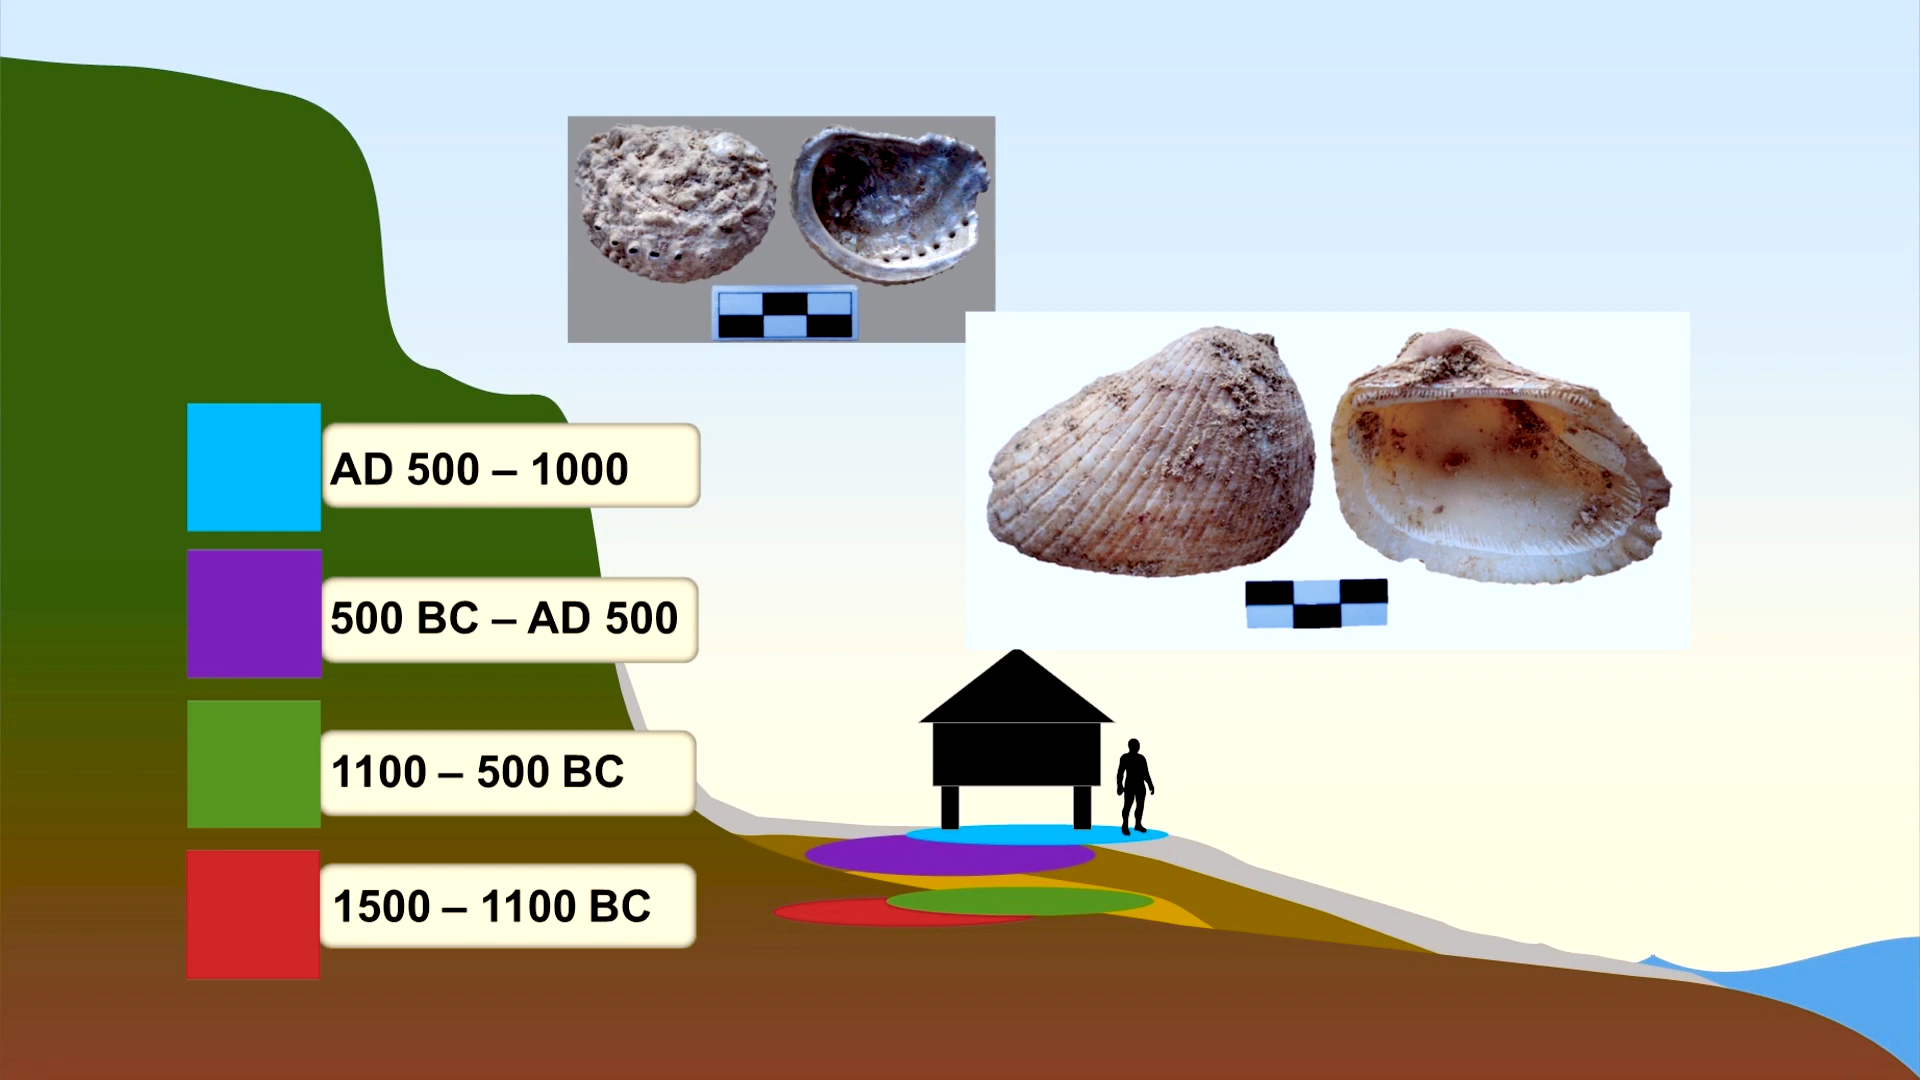 AD 500 – 1000
500 BC – AD 500
1100 – 500 BC
1500 – 1100 BC